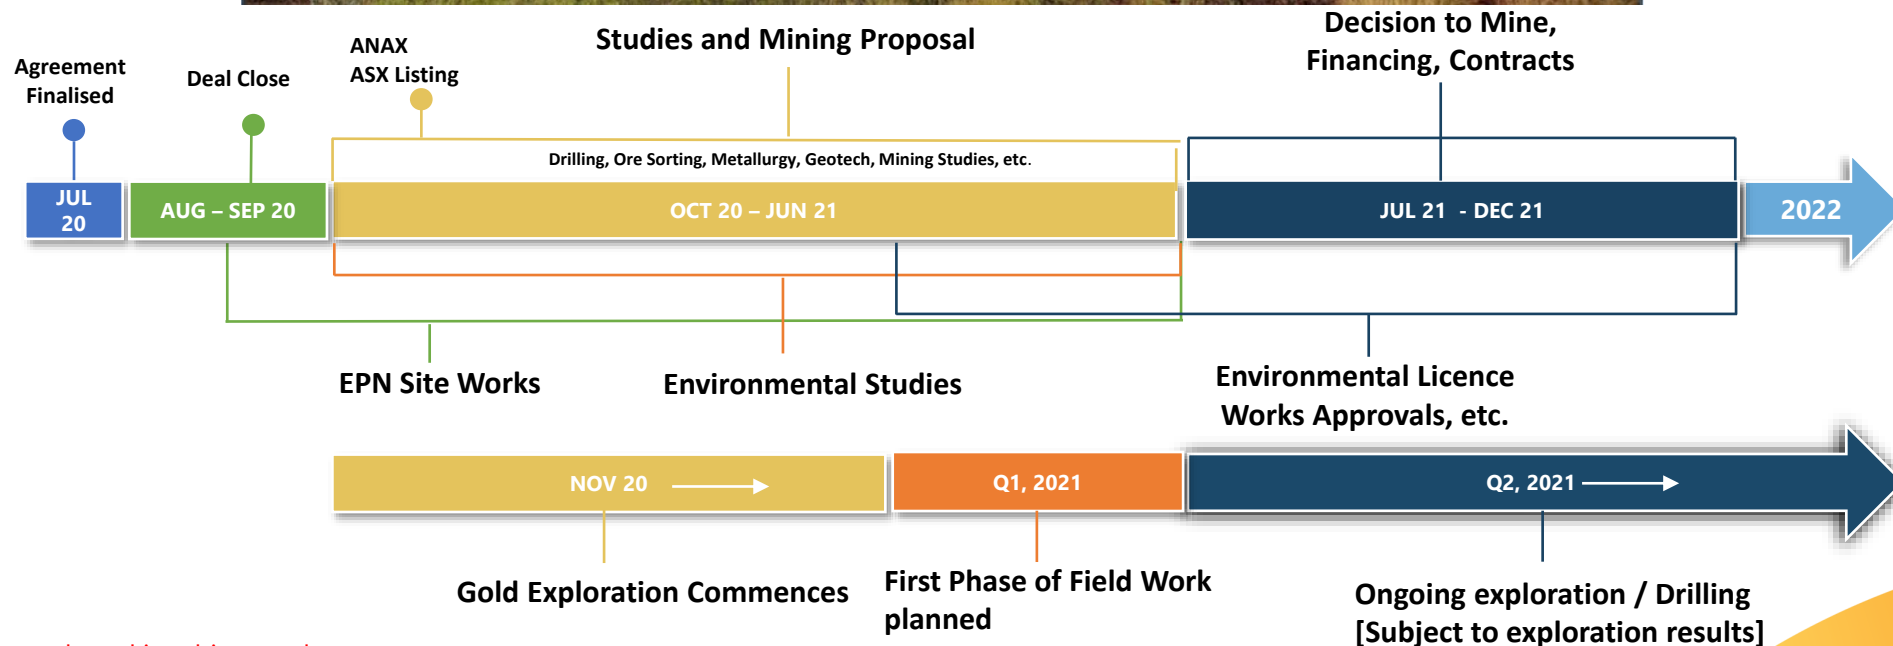 Agreement
Finalised
Deal Close
ANAX
ASX Listing
Studies and Mining Proposal
Decision to Mine,
Financing, Contracts
Drilling, Ore Sorting, Metallurgy, Geotech, Mining Studies, etc.
JUL
20
AUG – SEP 20
OCT 20 – JUN 21
JUL 21 - DEC 21
2022
EPN Site Works
Environmental Studies
Environmental Licence
Works Approvals, etc.
NOV 20
Q1, 2021
Q2, 2021
Gold Exploration Commences
First Phase of Field Work
planned
Ongoing exploration / Drilling
[Subject to exploration results]